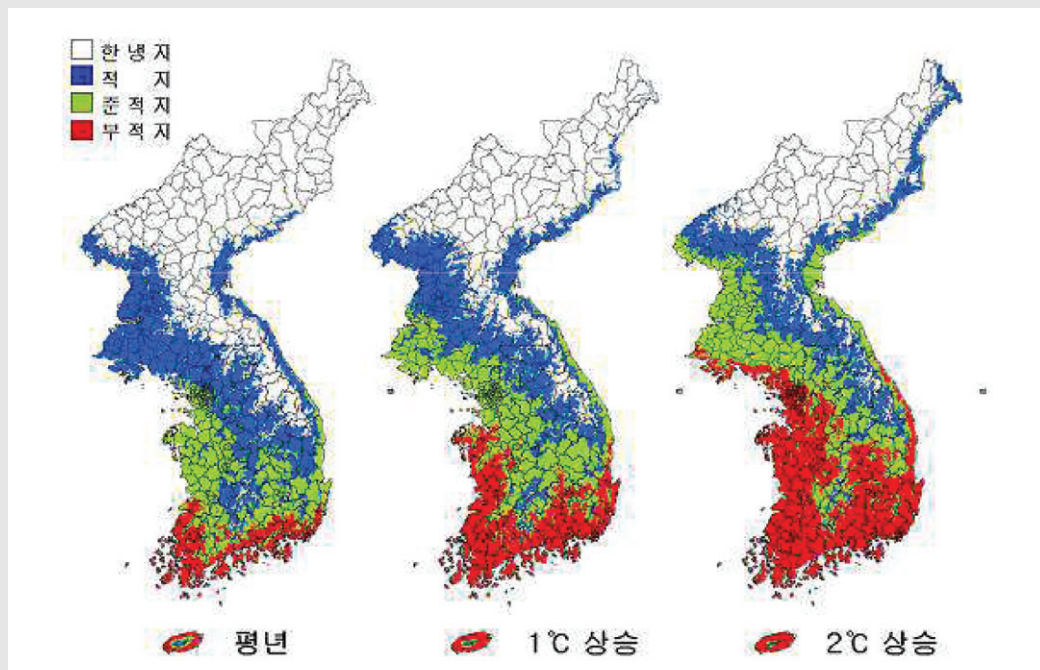 한 냉 지
적 지
준 적 지
부 적 지
평년
1℃ 상승
2℃ 상승